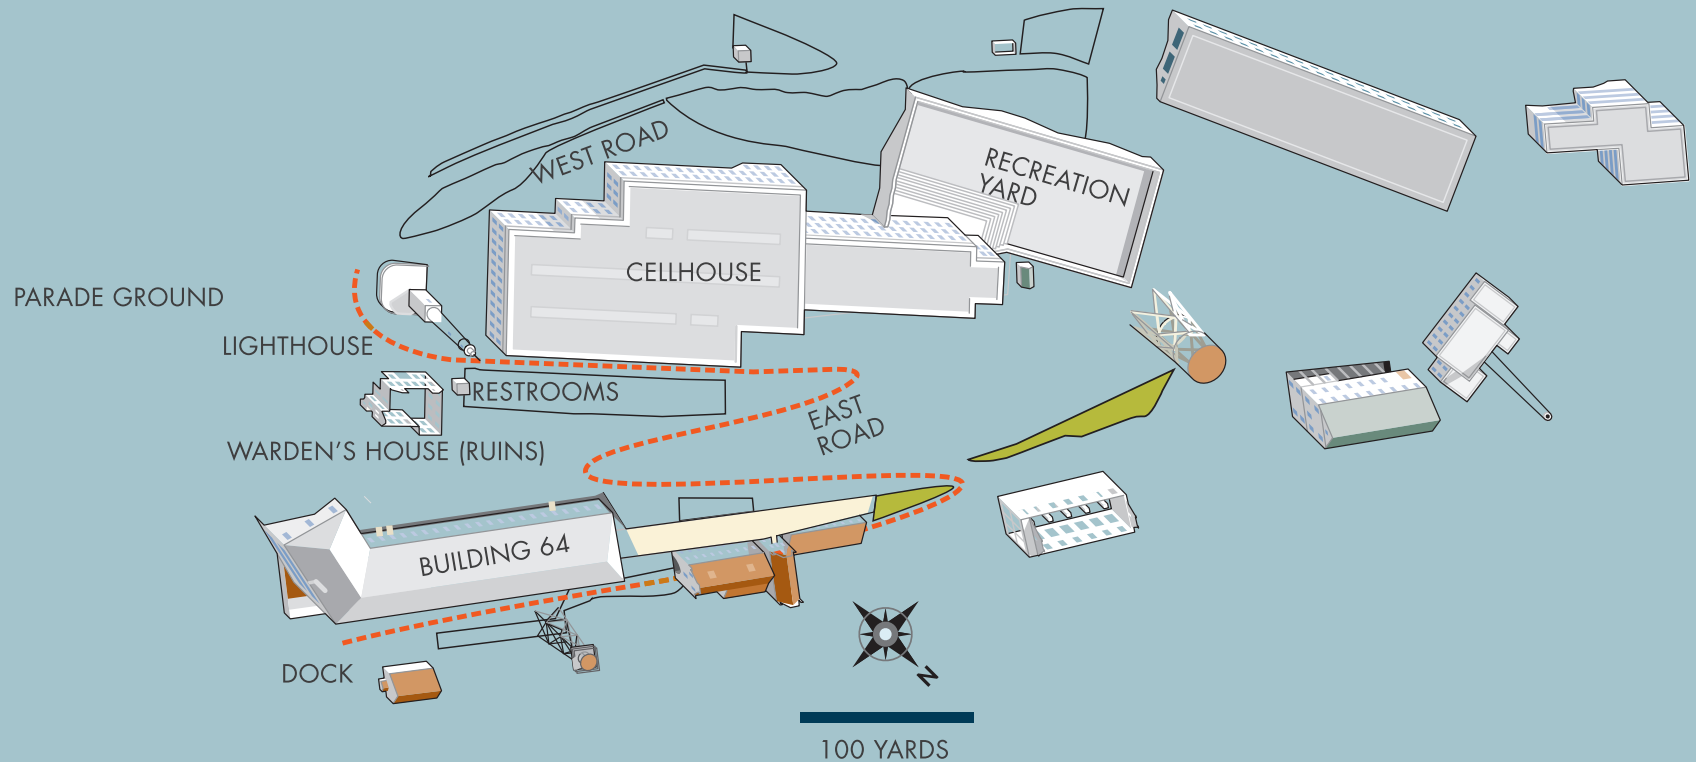 WEST ROAD
RECREATION
YARD
CELLHOUSE
PARADE GROUND
LIGHTHOUSE
RESTROOMS
EAST
ROAD
WARDEN'S HOUSE (RUINS)
BUILDING 64
DOCK
N
100 YARDS